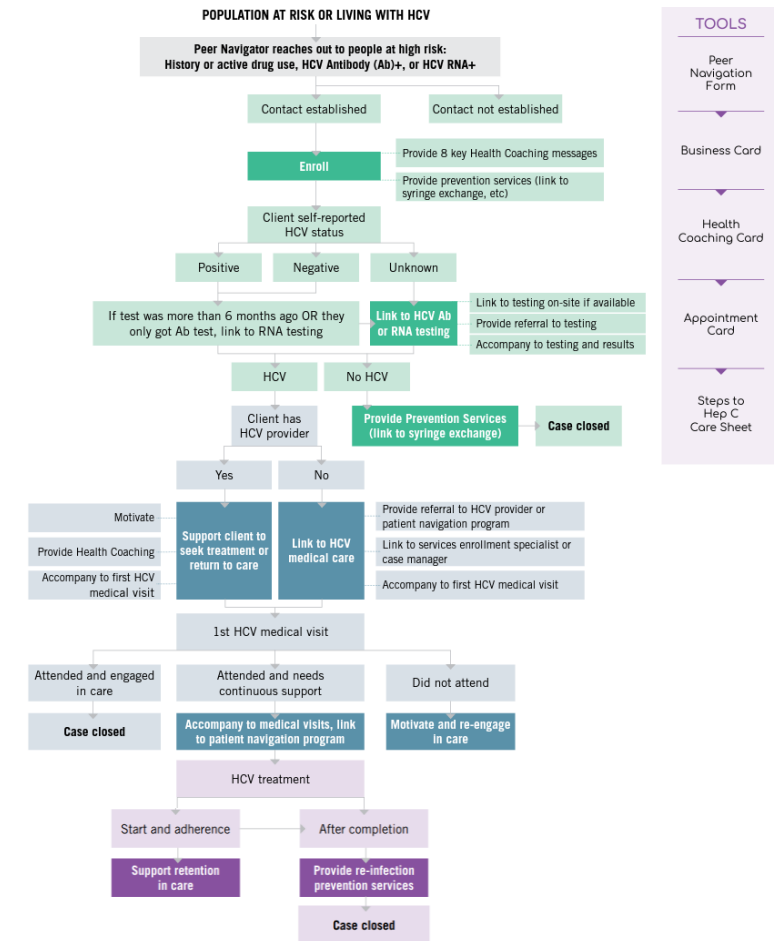 POPULATION AT RISK OR LIVING WITH HCV
Peer Navigator reaches out to people at high risk:
History or active drug use, HCV Antibody (Ab)+, or HCV RNA+
Contact established
Contact not established
Enroll
Provide 8 key Health Coaching messages
Provide prevention services (link to
syringe exchange, etc)
Client self-reported
HCV status
Positive
Negative
Unknown
If test was more than 6 months ago OR they
only got Ab test, link to RNA testing
Link to HCV Ab
or RNA testing
Link to testing on-site if available
Provide referral to testing
Accompany to testing and results
HCV
No HCV
Client has
HCV provider
Provide Prevention Services
(link to syringe exchange)
Case closed
Yes
No
Motivate
Provide Health Coaching
Accompany to first HCV
medical visit
Support client to
seek treatment or
return to care
Link to HCV
medical care
Provide referral to HCV provider or
patient navigation program
Link to services enrollment specialist or
case manager
Accompany to first HCV medical visit
1st HCV medical visit
Attended and engaged
in care
Attended and needs
continuous support
Did not attend
Case closed
Accompany to medical visits, link
to patient navigation program
Motivate and re-engage
in care
HCV treatment
Start and adherence
After completion
Support retention
in care
Provide re-infection
prevention services
Case closed
TOOLS
Peer
Navigation
Form
Business Card
Health
Coaching Card
Appointment
Card
Steps to
Hep C
Care Sheet